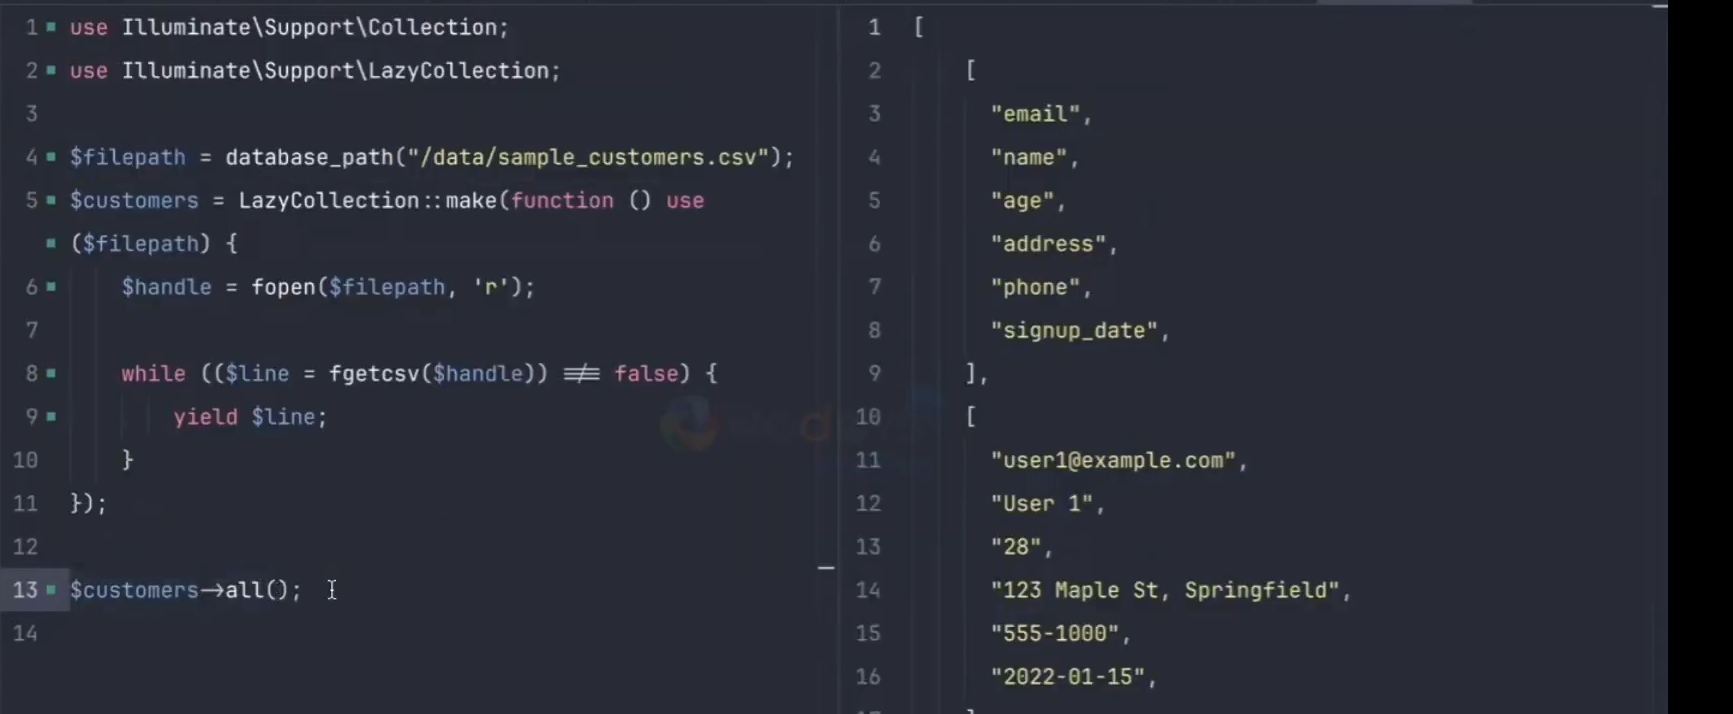 1 use Illuminate\Support\Collection;
2 use Illuminate\Support\LazyCollection;
3
4 $filepath = database_path("/data/sample_customers.csv");
5 $customers = LazyCollection::make(function () use
($filepath) {
6 $handle = fopen($filepath, 'r');
7
8 while (($line = fgetcsv($handle)) !== false) {
9 yield $line;
10 }
11 });
12
13 $customers->all();
14
1 [
2 [
3 "email",
4 "name",
5 "age",
6 "address",
7 "phone",
8 "signup_date",
9 ],
10 [
11 "user1@example.com",
12 "User 1",
13 "28",
14 "123 Maple St, Springfield",
15 "555-1000",
16 "2022-01-15",